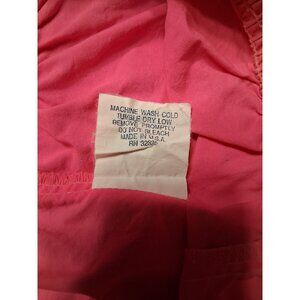 MACHINE WASH COLD
TUMBLE DRY LOW
REMOVE PROMPTLY
DO NOT BLEACH
MADE IN U.S.A.
RN